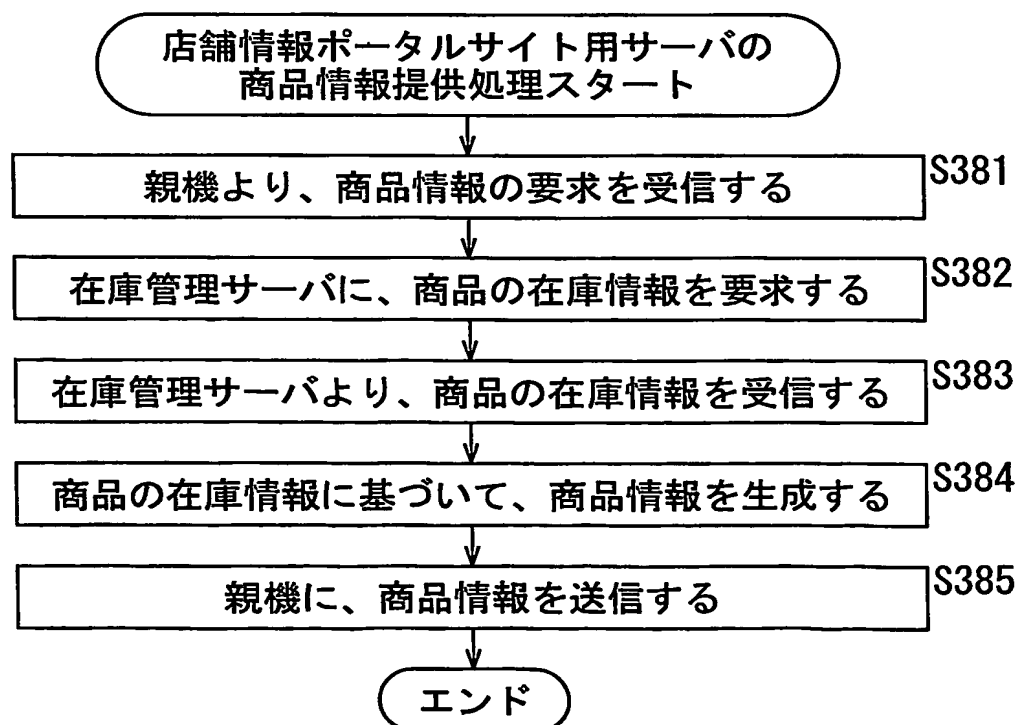 店舗情報ポータルサイト用サーバの
商品情報提供処理スタート
親機より、商品情報の要求を受信する
S381
在庫管理サーバに、商品の在庫情報を要求する
S382
在庫管理サーバより、商品の在庫情報を受信する
S383
商品の在庫情報に基づいて、商品情報を生成する
S384
親機に、商品情報を送信する
S385
エンド